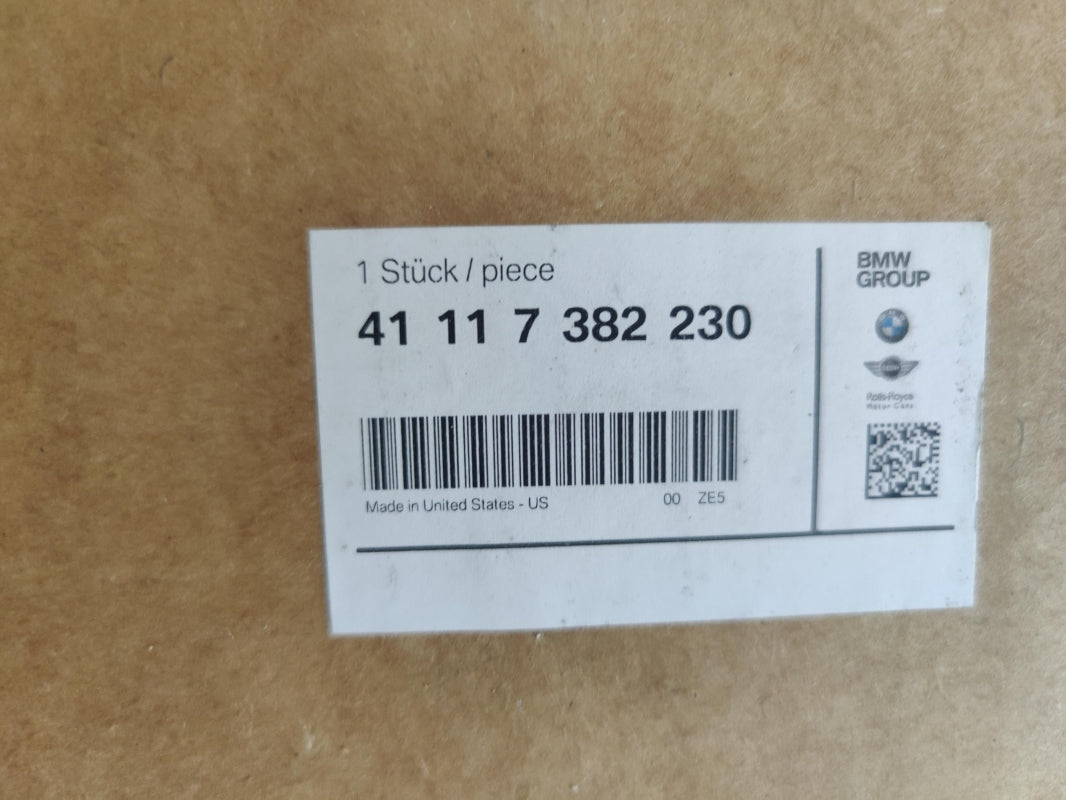 1 Stück / piece
41 11 7 382 230
Made in United States - US
00 ZE5
BMW
GROUP
Rolls-Royce
Motor Cars